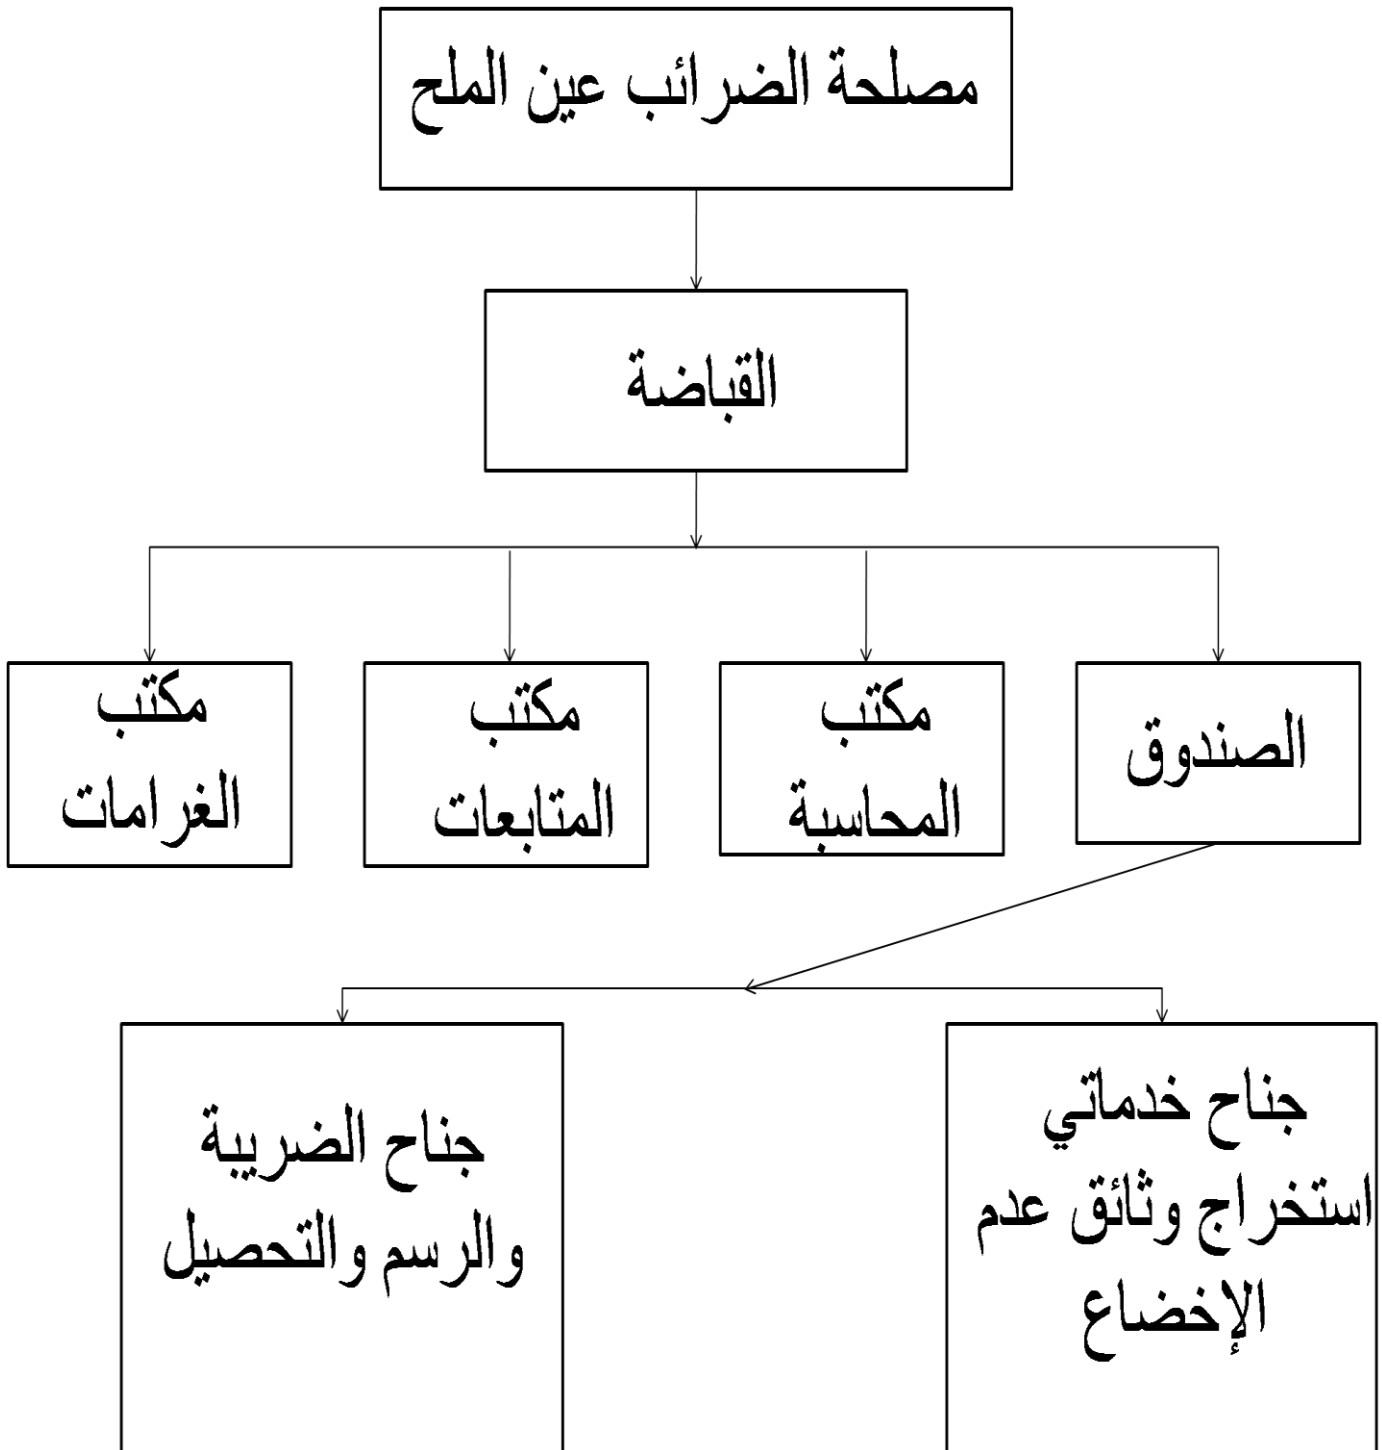 مصلحة الضرائب عين الملح
القباضة
الصندوق
مكتب
المحاسبة
مكتب
المتابعات
مكتب
الغرامات
جناح خدماتي
استخراج وثائق عدم
الإخضاع
جناح الضريبة
والرسم والتحصيل